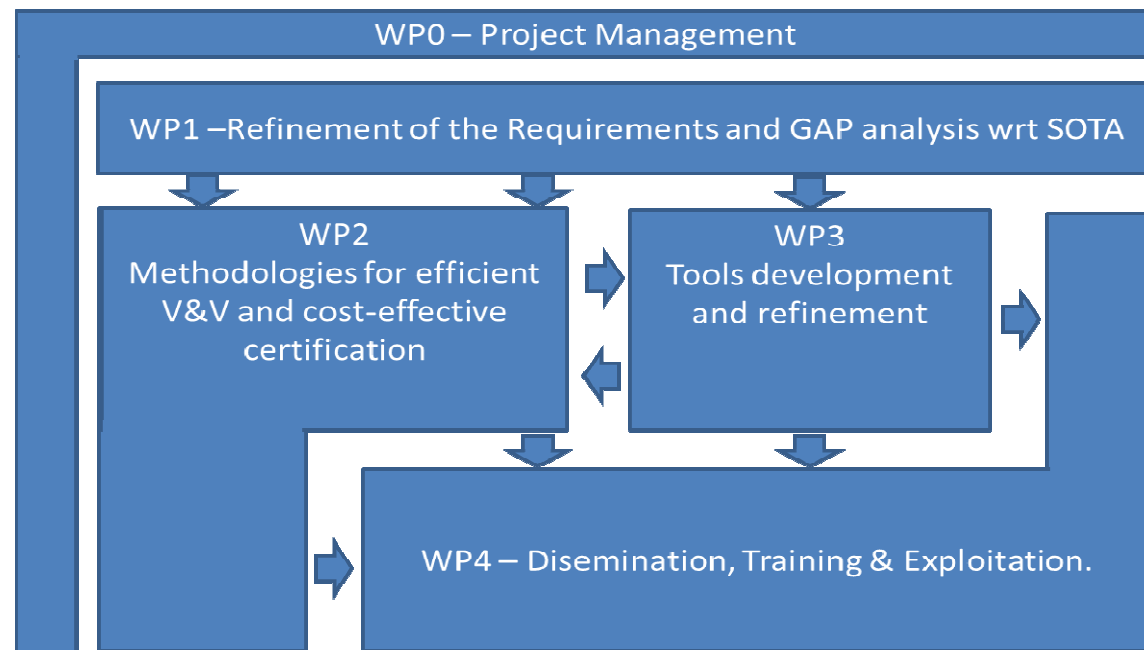 WP0 – Project Management
WP1 –Refinement of the Requirements and GAP analysis wrt SOTA
WP2
Methodologies for efficient
V&V and cost-effective
certification
WP3
Tools development
and refinement
WP4 – Disemination, Training & Exploitation.